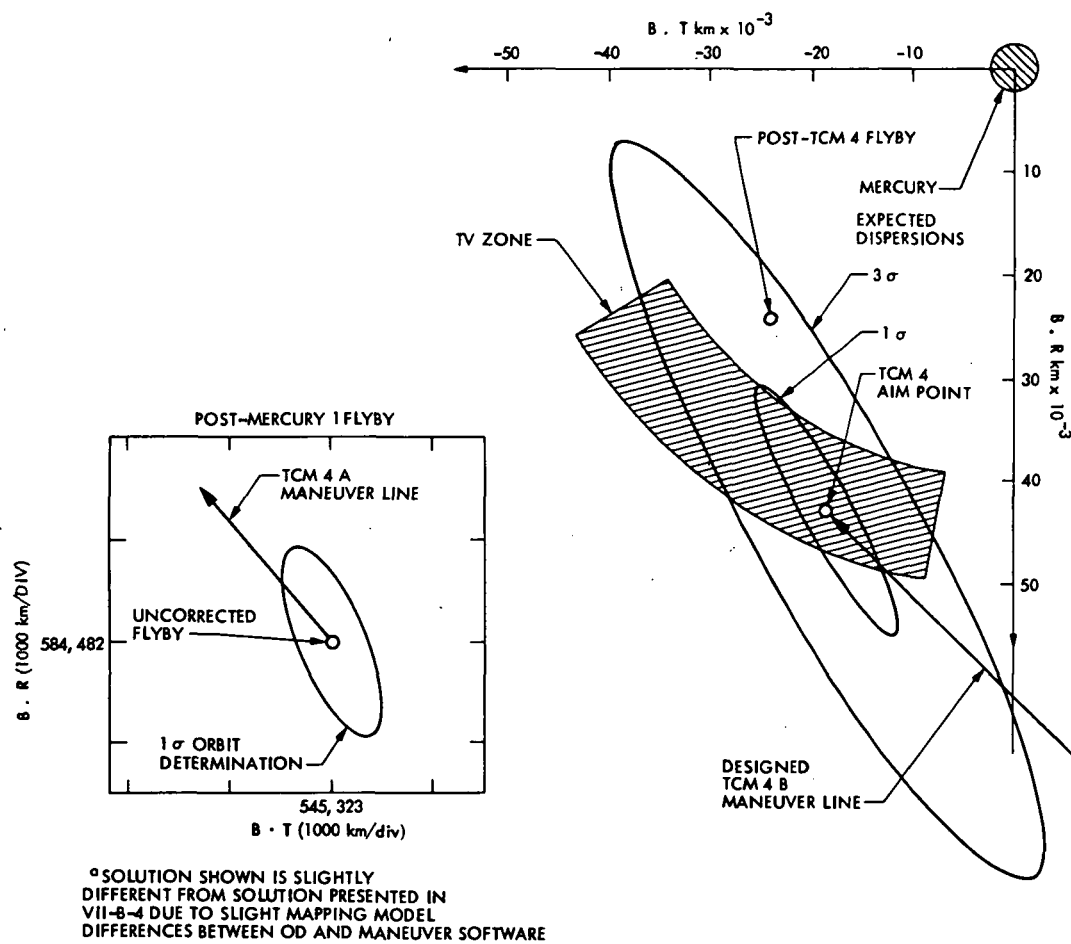 B . T km x 10-3
-50
-40
-30
-20
-10
POST-TCM 4 FLYBY
10
MERCURY
EXPECTED
DISPERSIONS
TV ZONE
20
3 σ
1 σ
B . R km x 10-3
TCM 4
AIM POINT
30
40
50
DESIGNED
TCM 4 B
MANEUVER LINE
POST-MERCURY 1 FLYBY
TCM 4 A
MANEUVER LINE
UNCORRECTED
FLYBY
584, 482
B . R (1000 km/DIV)
1 σ ORBIT
DETERMINATION
545, 323
B · T (1000 km/div)
a SOLUTION SHOWN IS SLIGHTLY
DIFFERENT FROM SOLUTION PRESENTED IN
VII-B-4 DUE TO SLIGHT MAPPING MODEL
DIFFERENCES BETWEEN OD AND MANEUVER SOFTWARE